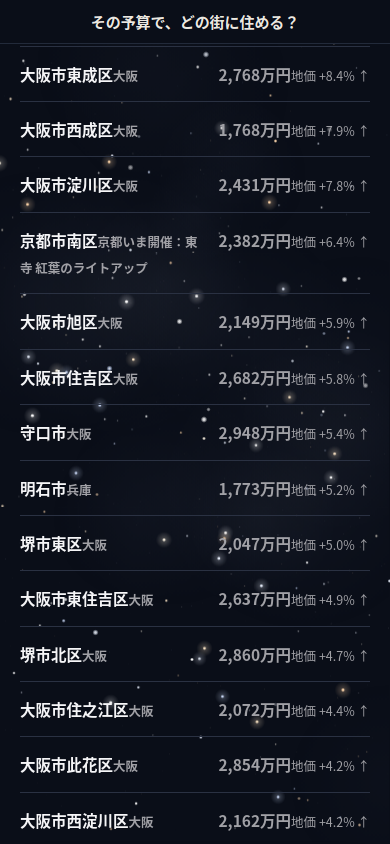 その予算で、どの街に住める？
大阪市東成区大阪 2,768万円地価 +8.4% ↑
大阪市西成区大阪 1,768万円地価 +7.9% ↑
大阪市淀川区大阪 2,431万円地価 +7.8% ↑
京都市南区京都いま開催：東 2,382万円地価 +6.4% ↑
寺 紅葉のライトアップ
大阪市旭区大阪 2,149万円地価 +5.9% ↑
大阪市住吉区大阪 2,682万円地価 +5.8% ↑
守口市大阪 2,948万円地価 +5.4% ↑
明石市兵庫 1,773万円地価 +5.2% ↑
堺市東区大阪 2,047万円地価 +5.0% ↑
大阪市東住吉区大阪 2,637万円地価 +4.9% ↑
堺市北区大阪 2,860万円地価 +4.7% ↑
大阪市住之江区大阪 2,072万円地価 +4.4% ↑
大阪市此花区大阪 2,854万円地価 +4.2% ↑
大阪市西淀川区大阪 2,162万円地価 +4.2% ↑